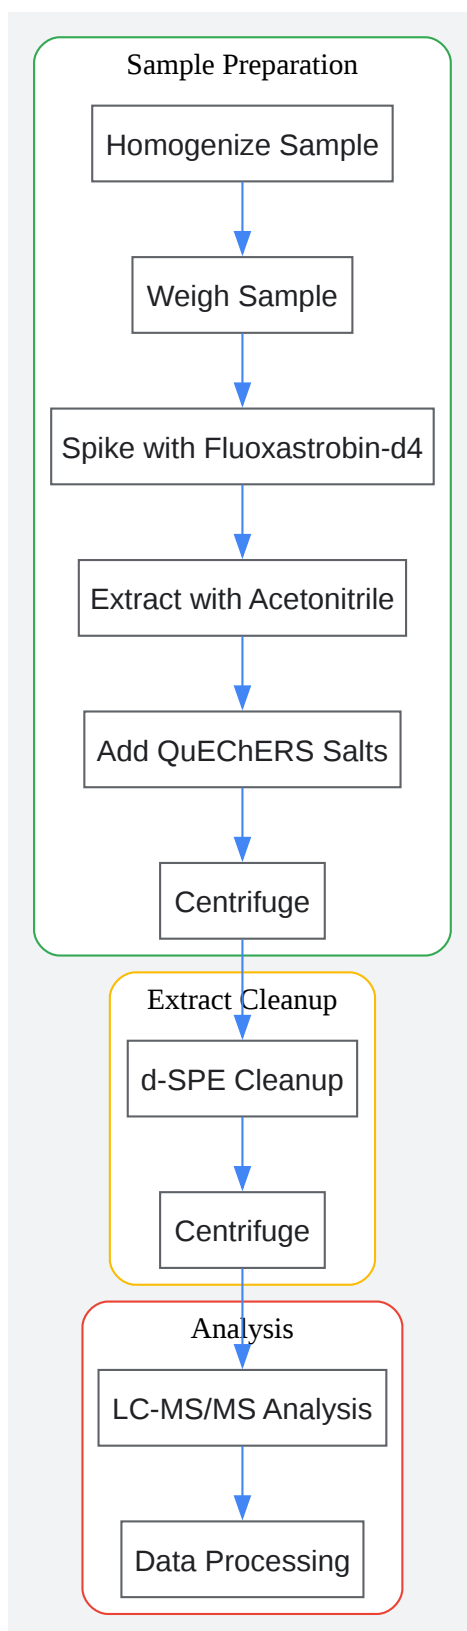 Sample Preparation
Homogenize Sample
Weigh Sample
Spike with Fluoxastrobin-d4
Extract with Acetonitrile
Add QuEChERS Salts
Centrifuge
Extract Cleanup
d-SPE Cleanup
Centrifuge
Analysis
LC-MS/MS Analysis
Data Processing